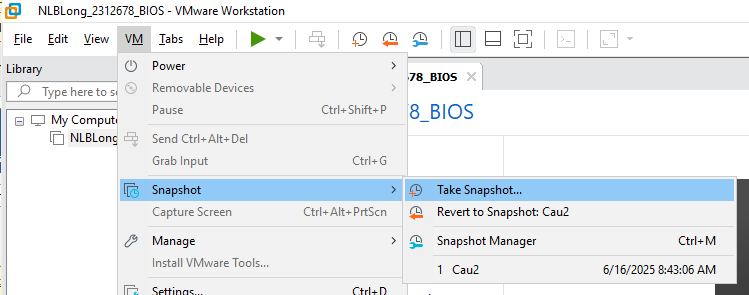 NLBLong_2312678_BIOS - VMware Workstation
File Edit View VM Tabs Help
Library
Type here to se
My Compute
NLBLong
78_BIOS
78_BIOS
Power
Removable Devices
Pause Ctrl+Shift+P
Send Ctrl+Alt+Del
Grab Input Ctrl+G
Snapshot
Capture Screen Ctrl+Alt+PrtScn
Manage
Install VMware Tools...
Settings... Ctrl+D
Take Snapshot...
Revert to Snapshot: Cau2
Snapshot Manager Ctrl+M
1 Cau2 6/16/2025 8:43:06 AM